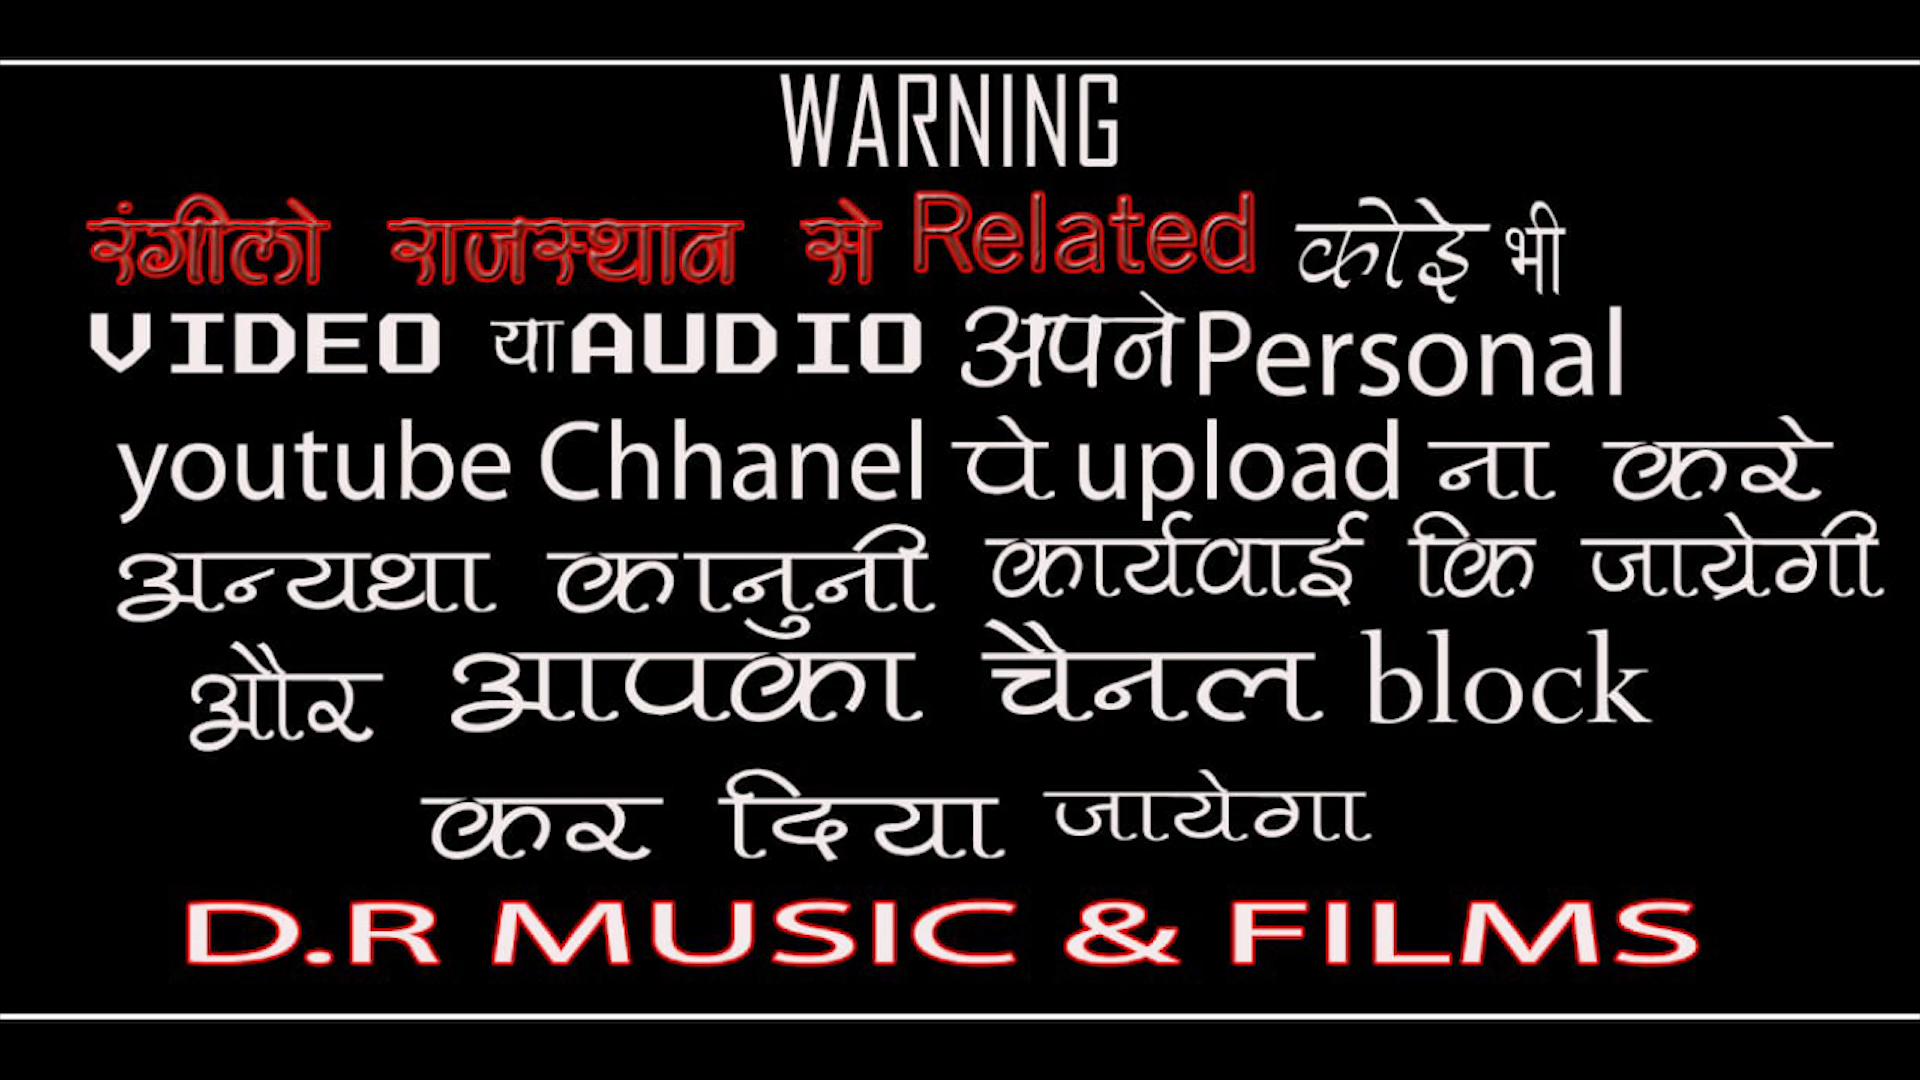 WARNING
रंगीलो राजस्थान से Related कोइे भी
VIDEO या AUDIO अपने Personal
youtube Chhanel पे upload ना करे
अन्यथा कानुनी कार्यवाई कि जाय्रेगी
और आपका चैनल block
कर दिया जायेगा
D.R MUSIC & FILMS